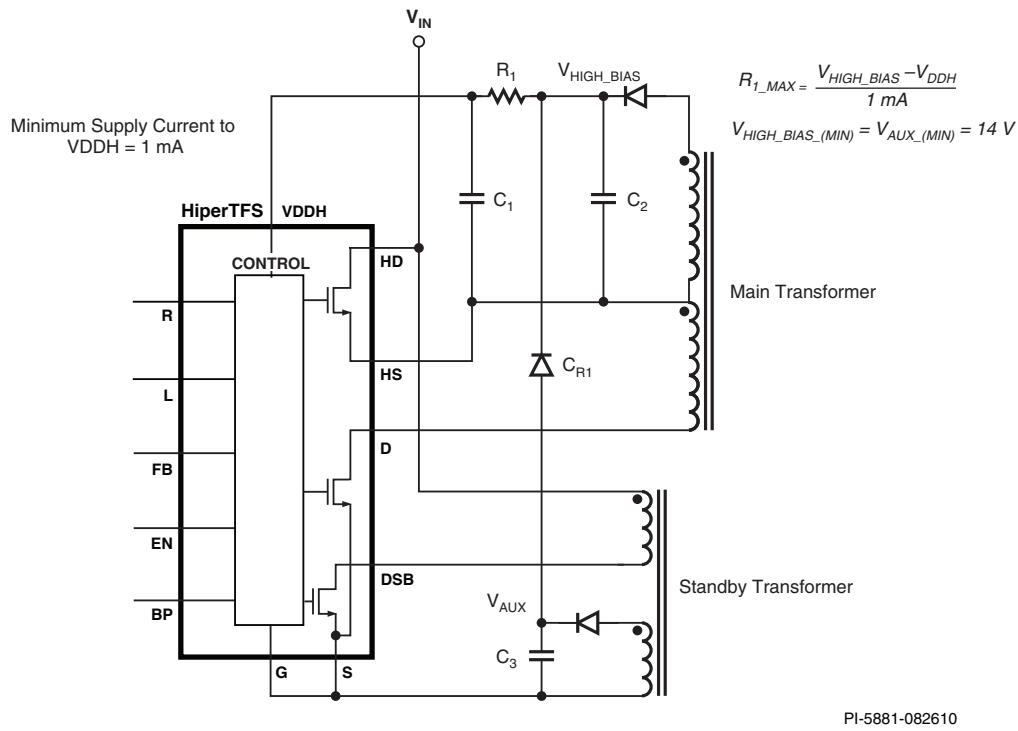 V_IN
R_1
V_HIGH_BIAS
R_1_MAX = (V_HIGH_BIAS – V_DDH) / 1 mA
V_HIGH_BIAS_(MIN) = V_AUX_(MIN) = 14 V
Minimum Supply Current to
VDDH = 1 mA
C_1
C_2
HiperTFS
VDDH
CONTROL
HD
R
Main Transformer
HS
C_R1
L
D
FB
EN
DSB
Standby Transformer
BP
V_AUX
C_3
G
S
PI-5881-082610